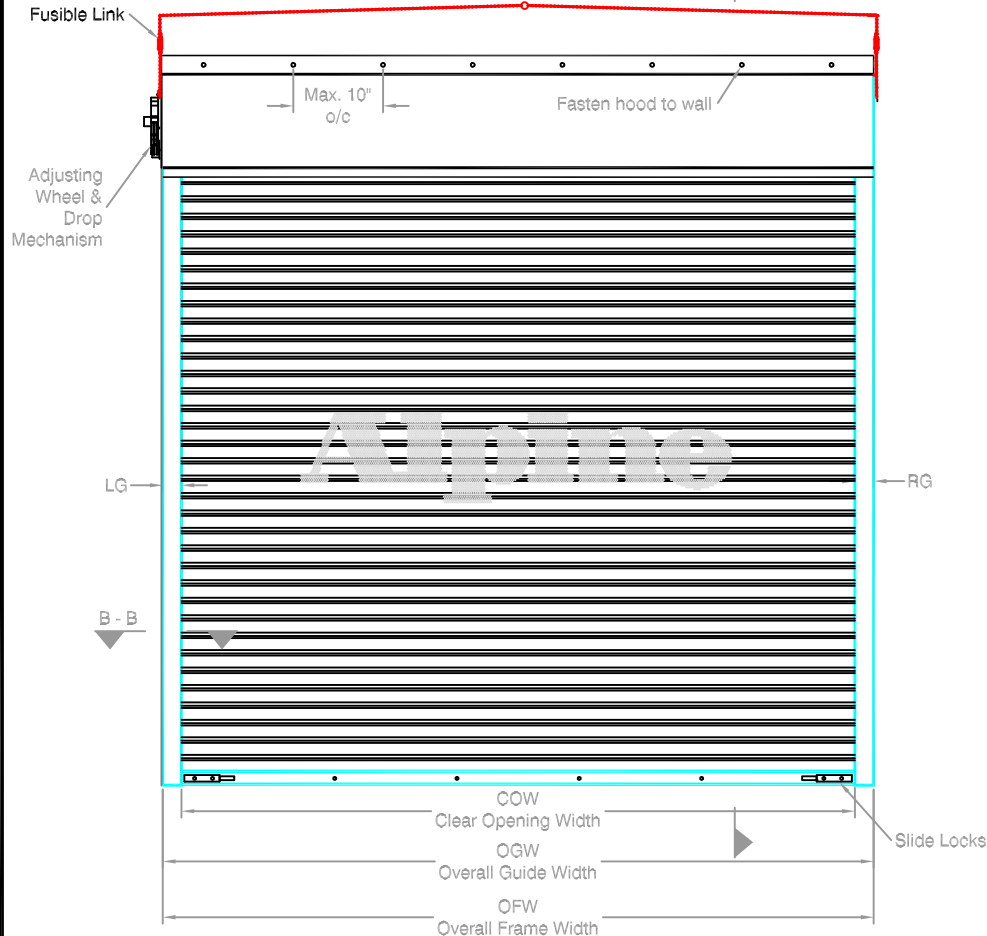 Fusible Link
Max. 10"
o/c
Fasten hood to wall
Adjusting
Wheel &
Drop
Mechanism
Alpine
LG
RG
B - B
COW
Clear Opening Width
Slide Locks
OGW
Overall Guide Width
OFW
Overall Frame Width